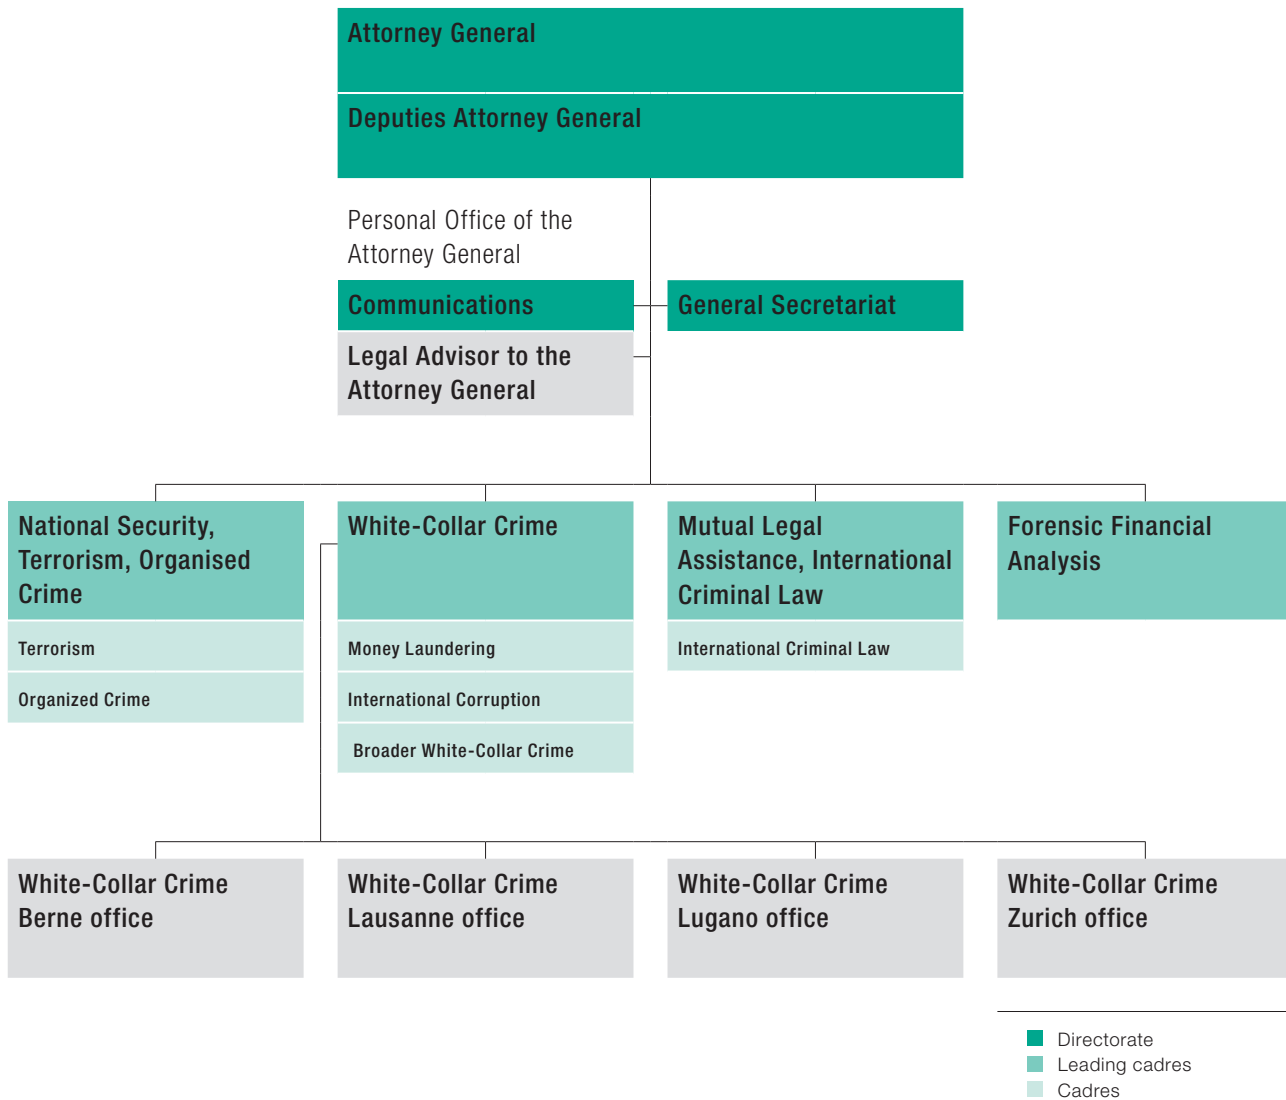 Attorney General
Deputies Attorney General
Personal Office of the
Attorney General
Communications
General Secretariat
Legal Advisor to the
Attorney General
National Security,
Terrorism, Organised
Crime
White-Collar Crime
Mutual Legal
Assistance, International
Criminal Law
Forensic Financial
Analysis
Terrorism
Money Laundering
International Criminal Law
Organized Crime
International Corruption
Broader White-Collar Crime
White-Collar Crime
Berne office
White-Collar Crime
Lausanne office
White-Collar Crime
Lugano office
White-Collar Crime
Zurich office
Directorate
Leading cadres
Cadres